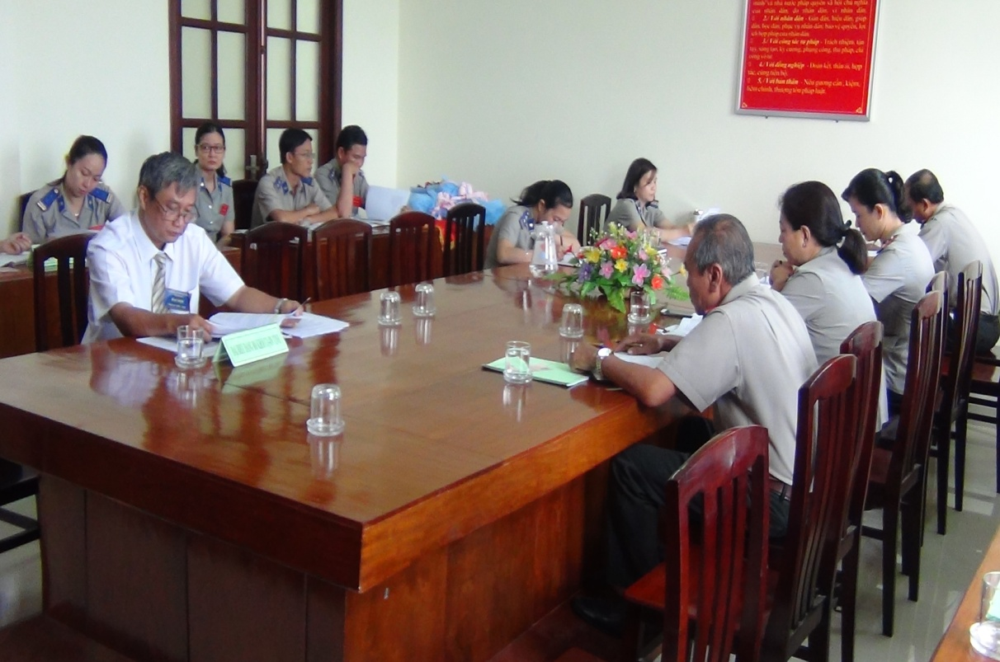 minh và nhà nước pháp quyền xã hội chủ nghĩa
của nhân dân, do nhân dân, vì nhân dân.
2./ Với nhân dân - Gần dân, hiểu dân, giúp
dân, học dân, phục vụ nhân dân; bảo vệ quyền, lợi
ích hợp pháp của nhân dân.
3./ Với công tác tư pháp - Trách nhiệm, tận
tụy, sáng tạo, kỷ cương, phụng công, thủ pháp, chí
công vô tư.
4./ Với đồng nghiệp - Đoàn kết, thân ái, hợp
tác, cùng tiến bộ.
5./ Với bản thân - Nêu gương cần, kiệm,
liêm chính, thượng tôn pháp luật.